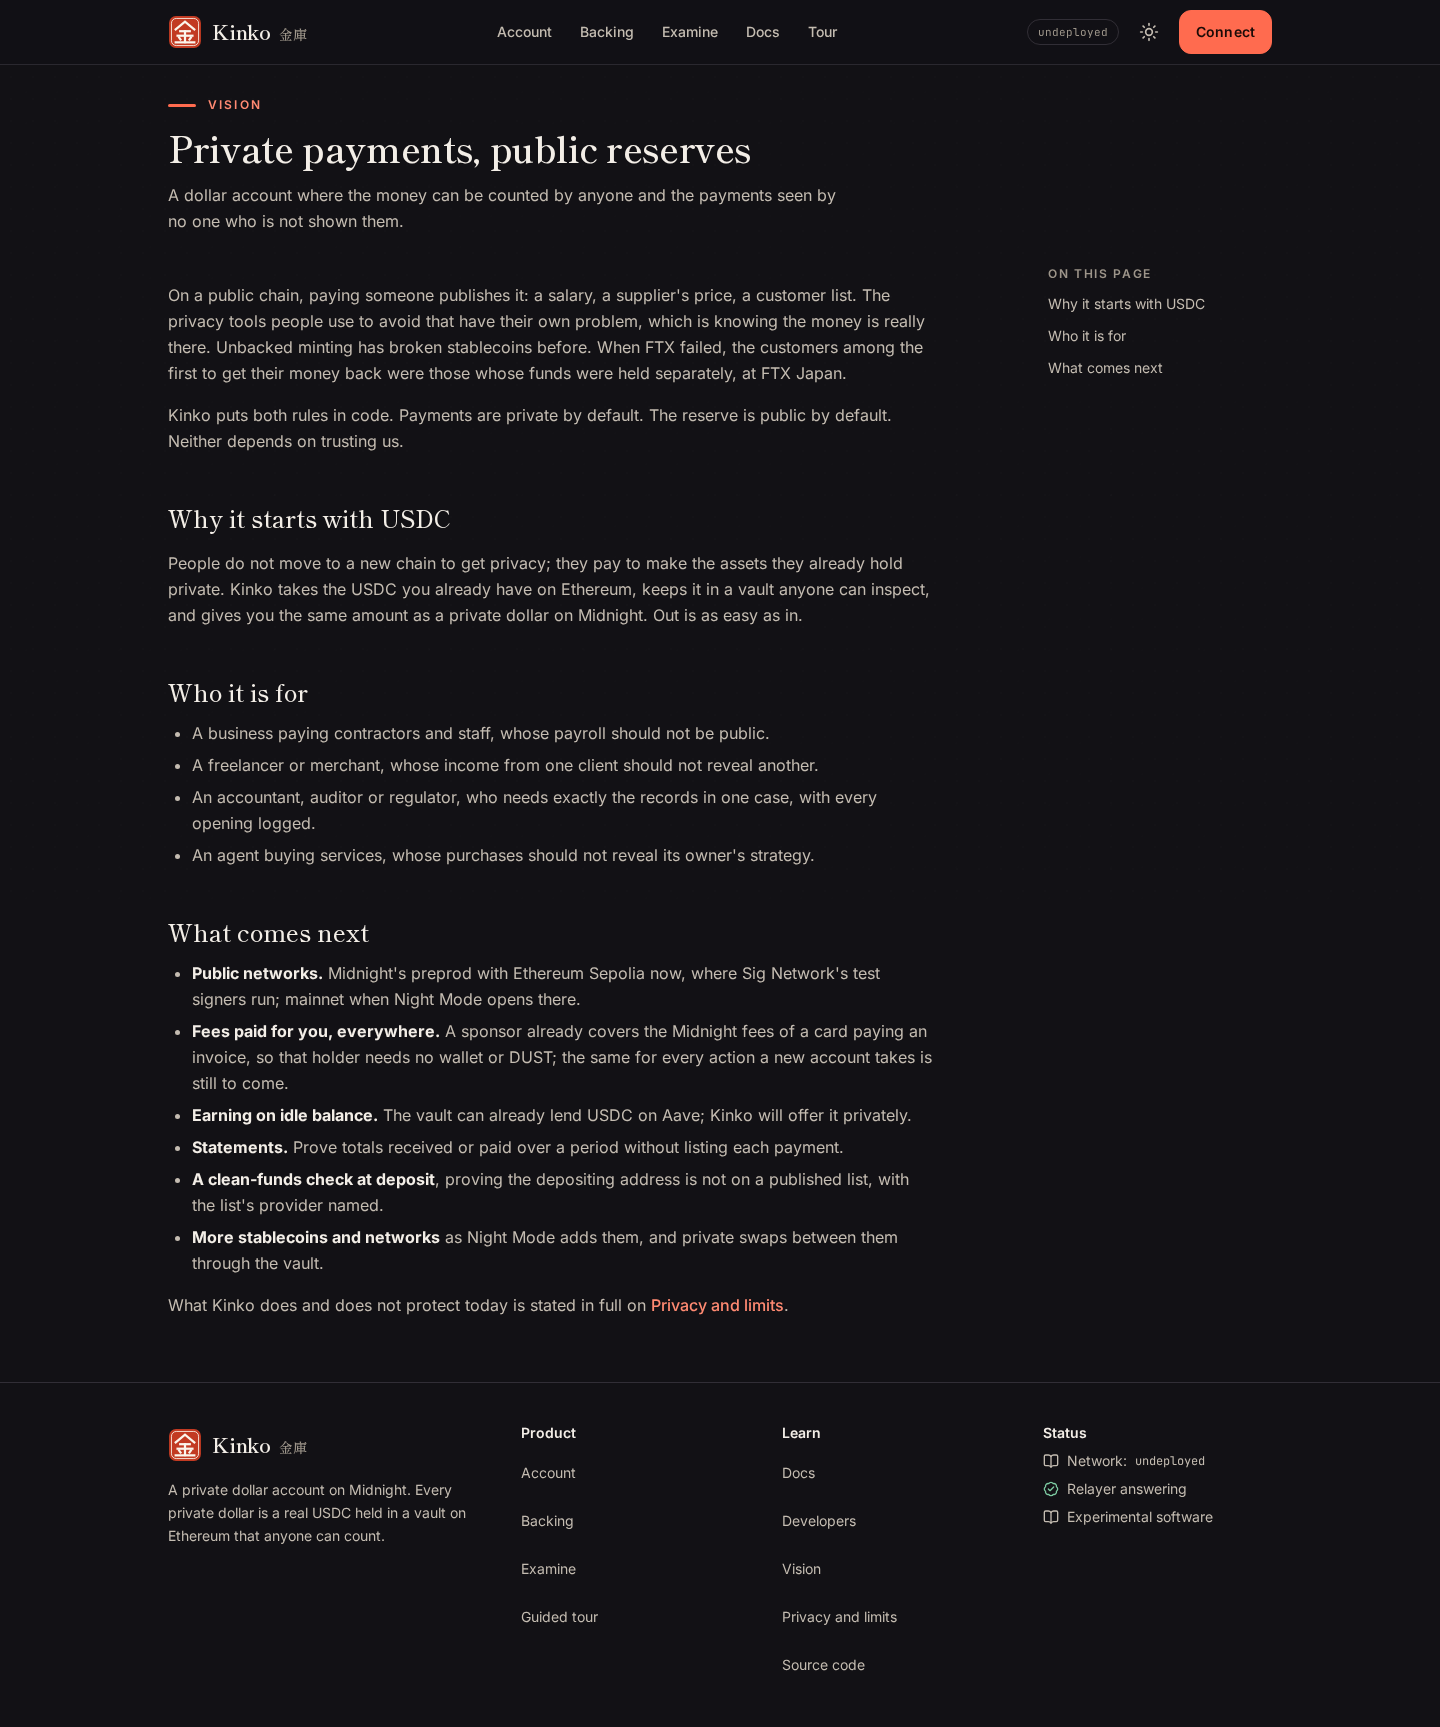 金 Kinko 金庫
Account Backing Examine Docs Tour
undeployed
Connect
VISION
Private payments, public reserves
A dollar account where the money can be counted by anyone and the payments seen by
no one who is not shown them.
On a public chain, paying someone publishes it: a salary, a supplier's price, a customer list. The
privacy tools people use to avoid that have their own problem, which is knowing the money is really
there. Unbacked minting has broken stablecoins before. When FTX failed, the customers among the
first to get their money back were those whose funds were held separately, at FTX Japan.
Kinko puts both rules in code. Payments are private by default. The reserve is public by default.
Neither depends on trusting us.
ON THIS PAGE
Why it starts with USDC
Who it is for
What comes next
Why it starts with USDC
People do not move to a new chain to get privacy; they pay to make the assets they already hold
private. Kinko takes the USDC you already have on Ethereum, keeps it in a vault anyone can inspect,
and gives you the same amount as a private dollar on Midnight. Out is as easy as in.
Who it is for
• A business paying contractors and staff, whose payroll should not be public.
• A freelancer or merchant, whose income from one client should not reveal another.
• An accountant, auditor or regulator, who needs exactly the records in one case, with every
opening logged.
• An agent buying services, whose purchases should not reveal its owner's strategy.
What comes next
• Public networks. Midnight's preprod with Ethereum Sepolia now, where Sig Network's test
signers run; mainnet when Night Mode opens there.
• Fees paid for you, everywhere. A sponsor already covers the Midnight fees of a card paying an
invoice, so that holder needs no wallet or DUST; the same for every action a new account takes is
still to come.
• Earning on idle balance. The vault can already lend USDC on Aave; Kinko will offer it privately.
• Statements. Prove totals received or paid over a period without listing each payment.
• A clean-funds check at deposit, proving the depositing address is not on a published list, with
the list's provider named.
• More stablecoins and networks as Night Mode adds them, and private swaps between them
through the vault.
What Kinko does and does not protect today is stated in full on Privacy and limits.
金 Kinko 金庫
A private dollar account on Midnight. Every
private dollar is a real USDC held in a vault on
Ethereum that anyone can count.
Product
Account
Backing
Examine
Guided tour
Learn
Docs
Developers
Vision
Privacy and limits
Source code
Status
Network: undeployed
Relayer answering
Experimental software